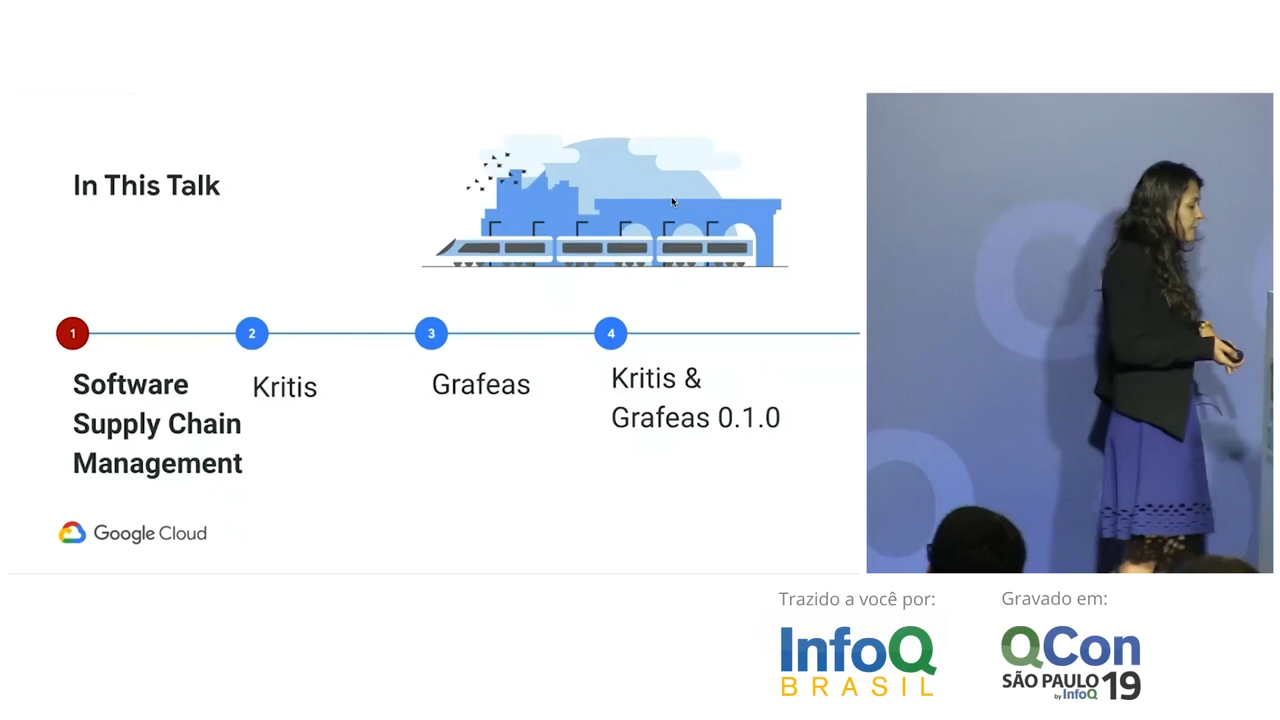 In This Talk
1
2
3
4
Software
Supply Chain
Management
Kritis
Grafeas
Kritis &
Grafeas 0.1.0
Google Cloud
Trazido a você por:
InfoQ
BRASIL
Gravado em:
QCon
SÃO PAULO 19
by InfoQ